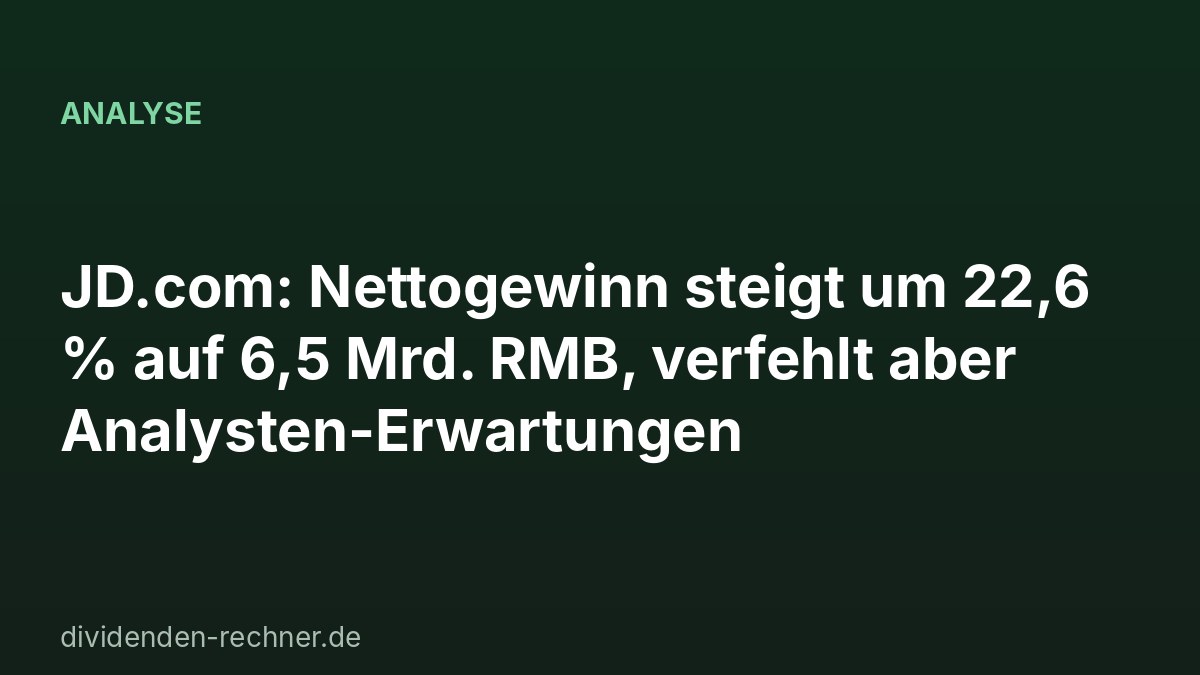 ANALYSE
JD.com: Nettogewinn steigt um 22,6
% auf 6,5 Mrd. RMB, verfehlt aber
Analysten-Erwartungen
dividenden-rechner.de